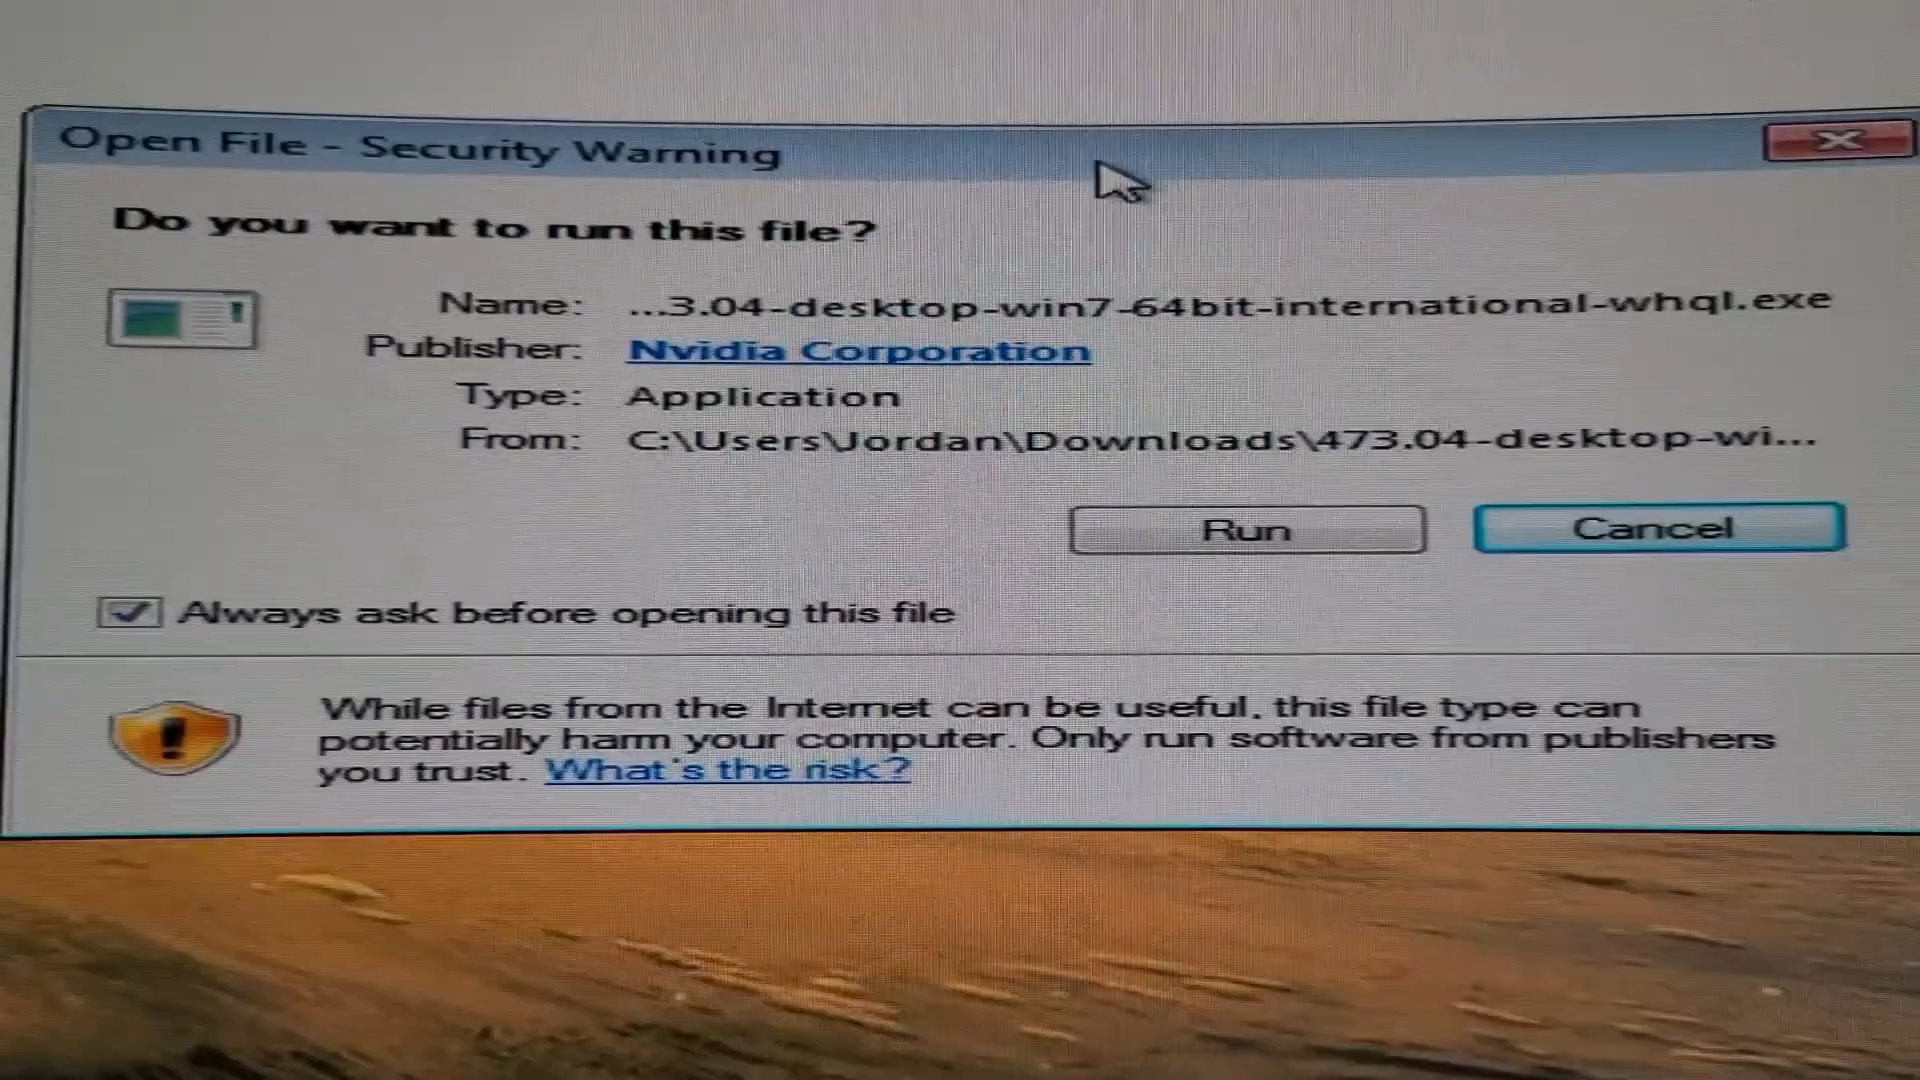 Open File - Security Warning
Do you want to run this file?
Name: ...3.04-desktop-win7-64bit-international-whql.exe
Publisher: Nvidia Corporation
Type: Application
From: C:\Users\Jordan\Downloads\473.04-desktop-wi...
Run Cancel
Always ask before opening this file
While files from the Internet can be useful, this file type can
potentially harm your computer. Only run software from publishers
you trust. What's the risk?